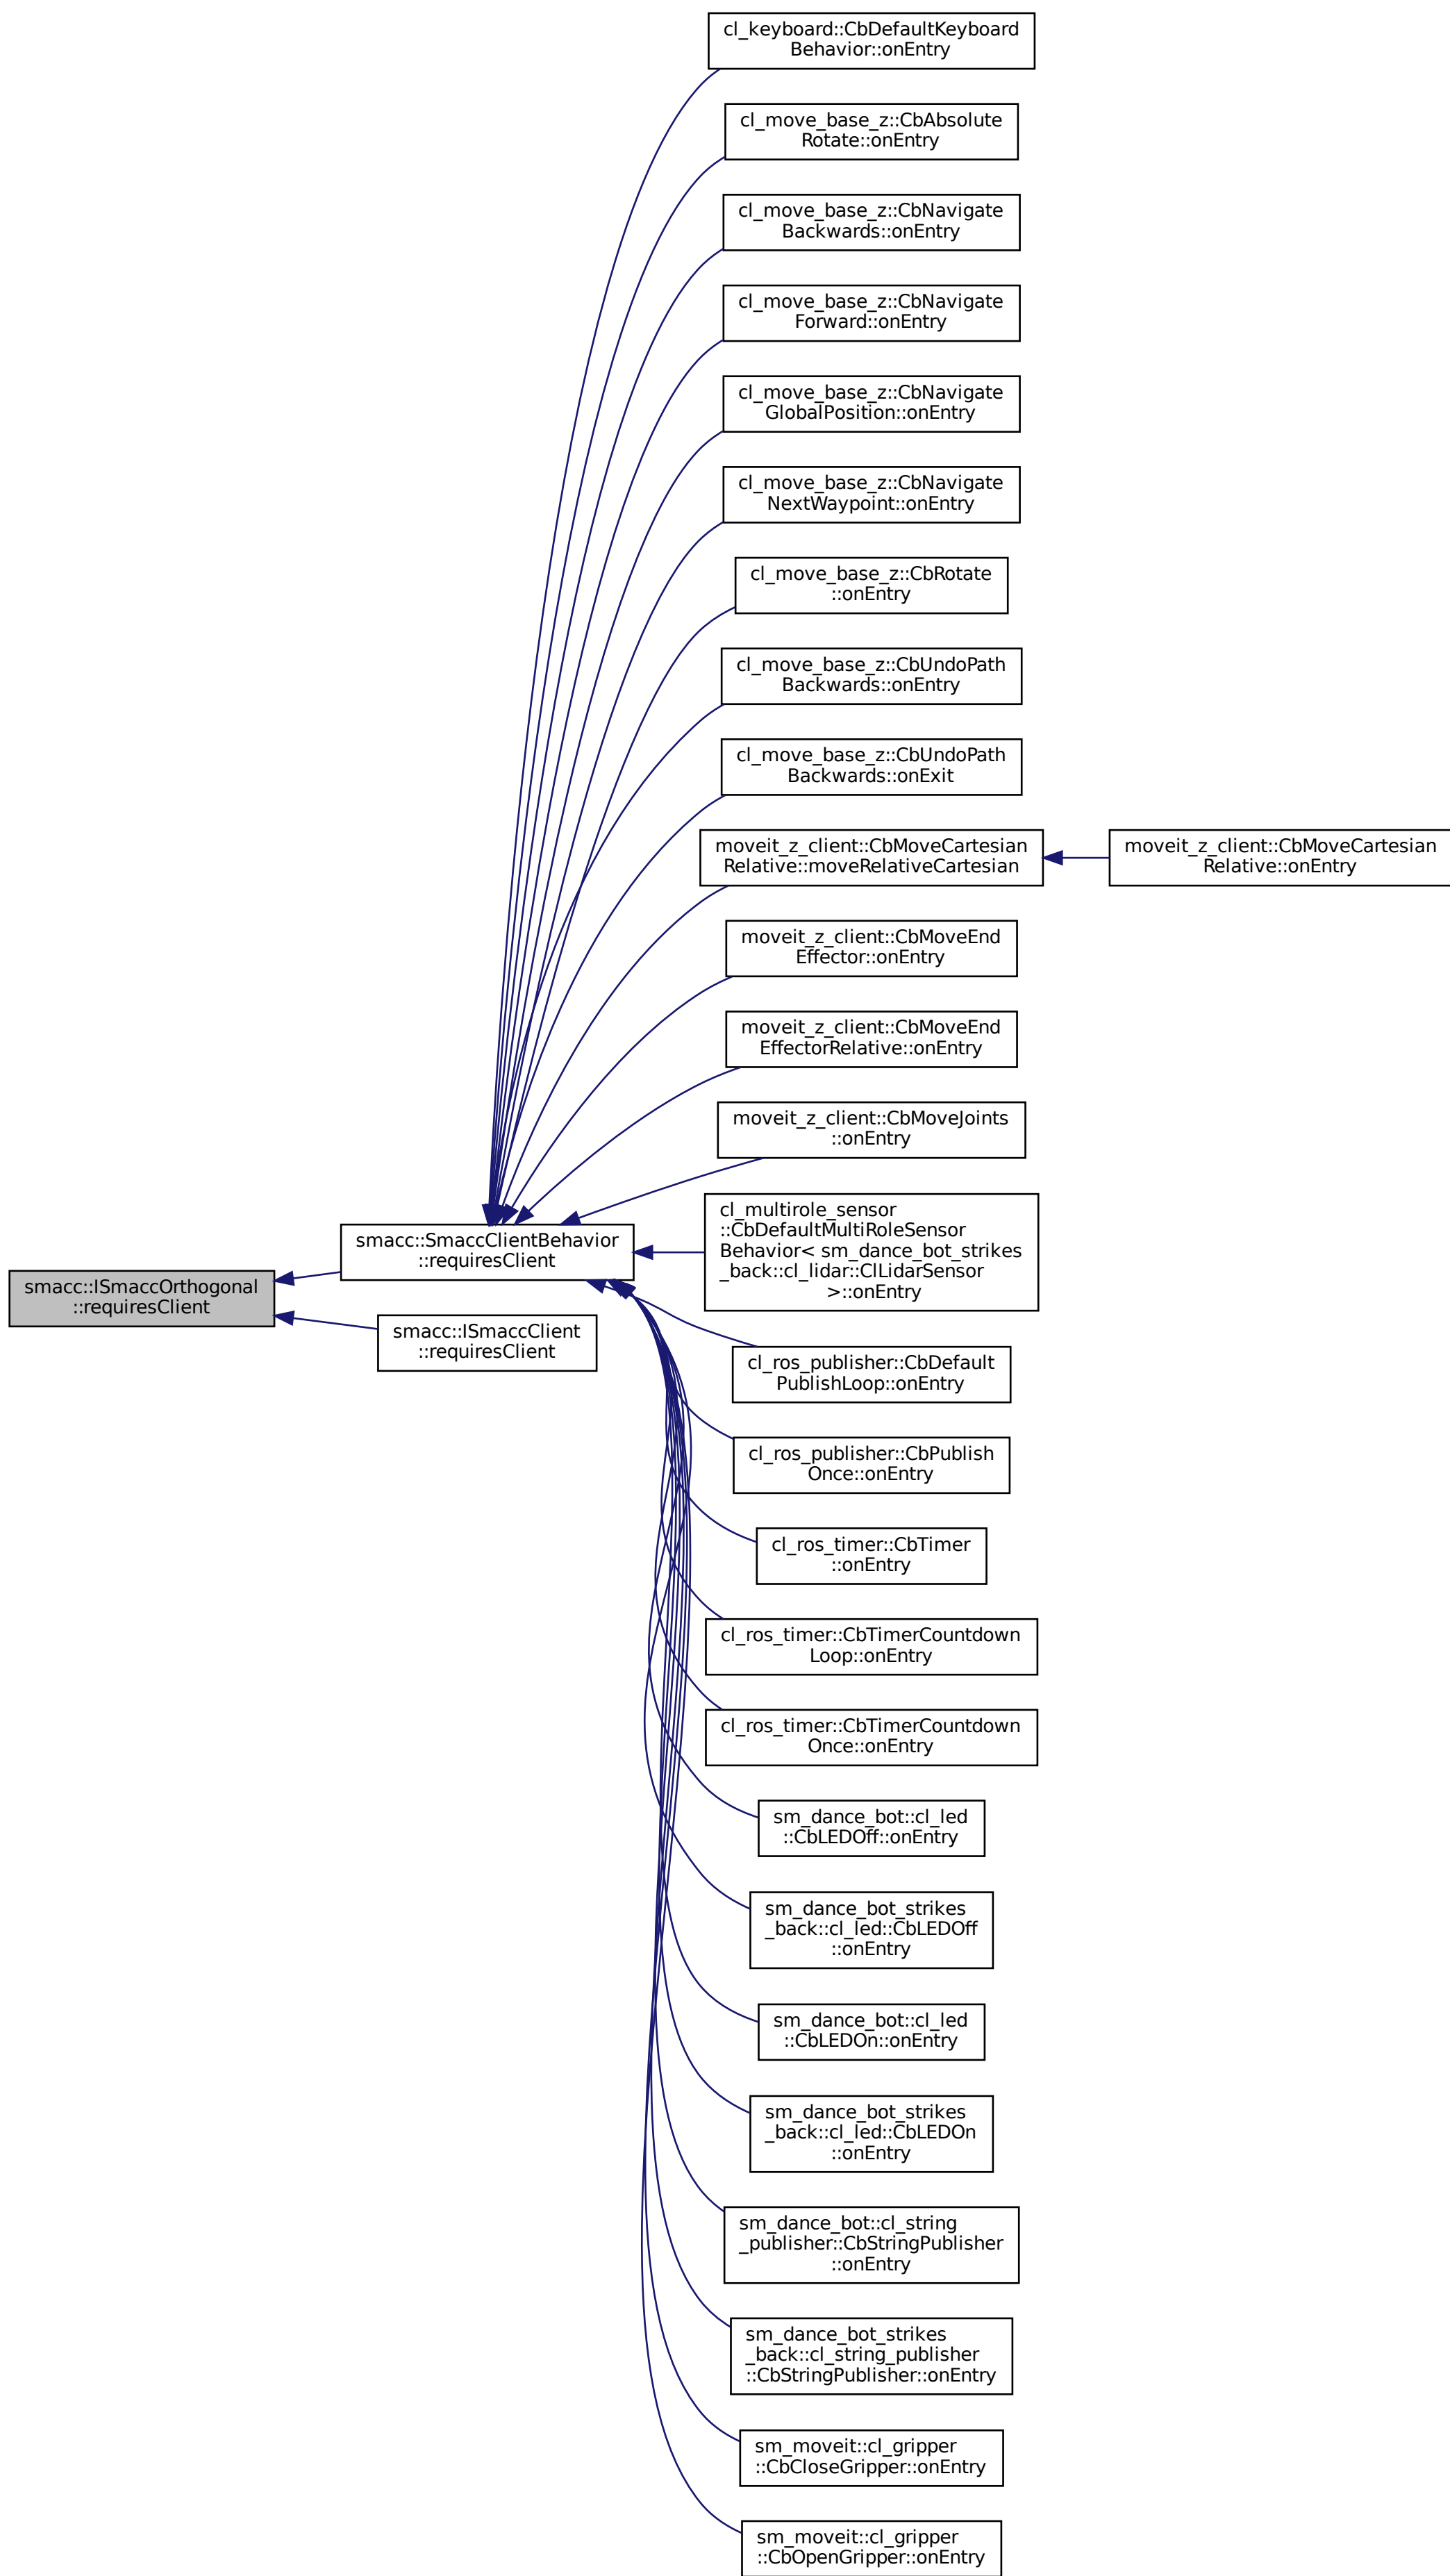 cl_keyboard::CbDefaultKeyboard
Behavior::onEntry
cl_move_base_z::CbAbsolute
Rotate::onEntry
cl_move_base_z::CbNavigate
Backwards::onEntry
cl_move_base_z::CbNavigate
Forward::onEntry
cl_move_base_z::CbNavigate
GlobalPosition::onEntry
cl_move_base_z::CbNavigate
NextWaypoint::onEntry
cl_move_base_z::CbRotate
::onEntry
cl_move_base_z::CbUndoPath
Backwards::onEntry
cl_move_base_z::CbUndoPath
Backwards::onExit
moveit_z_client::CbMoveCartesian
Relative::moveRelativeCartesian
moveit_z_client::CbMoveCartesian
Relative::onEntry
moveit_z_client::CbMoveEnd
Effector::onEntry
moveit_z_client::CbMoveEnd
EffectorRelative::onEntry
moveit_z_client::CbMoveJoints
::onEntry
cl_multirole_sensor
::CbDefaultMultiRoleSensor
Behavior< sm_dance_bot_strikes
_back::cl_lidar::ClLidarSensor
>::onEntry
smacc::SmaccClientBehavior
::requiresClient
smacc::ISmaccOrthogonal
::requiresClient
smacc::ISmaccClient
::requiresClient
cl_ros_publisher::CbDefault
PublishLoop::onEntry
cl_ros_publisher::CbPublish
Once::onEntry
cl_ros_timer::CbTimer
::onEntry
cl_ros_timer::CbTimerCountdown
Loop::onEntry
cl_ros_timer::CbTimerCountdown
Once::onEntry
sm_dance_bot::cl_led
::CbLEDOff::onEntry
sm_dance_bot_strikes
_back::cl_led::CbLEDOff
::onEntry
sm_dance_bot::cl_led
::CbLEDOn::onEntry
sm_dance_bot_strikes
_back::cl_led::CbLEDOn
::onEntry
sm_dance_bot::cl_string
_publisher::CbStringPublisher
::onEntry
sm_dance_bot_strikes
_back::cl_string_publisher
::CbStringPublisher::onEntry
sm_moveit::cl_gripper
::CbCloseGripper::onEntry
sm_moveit::cl_gripper
::CbOpenGripper::onEntry